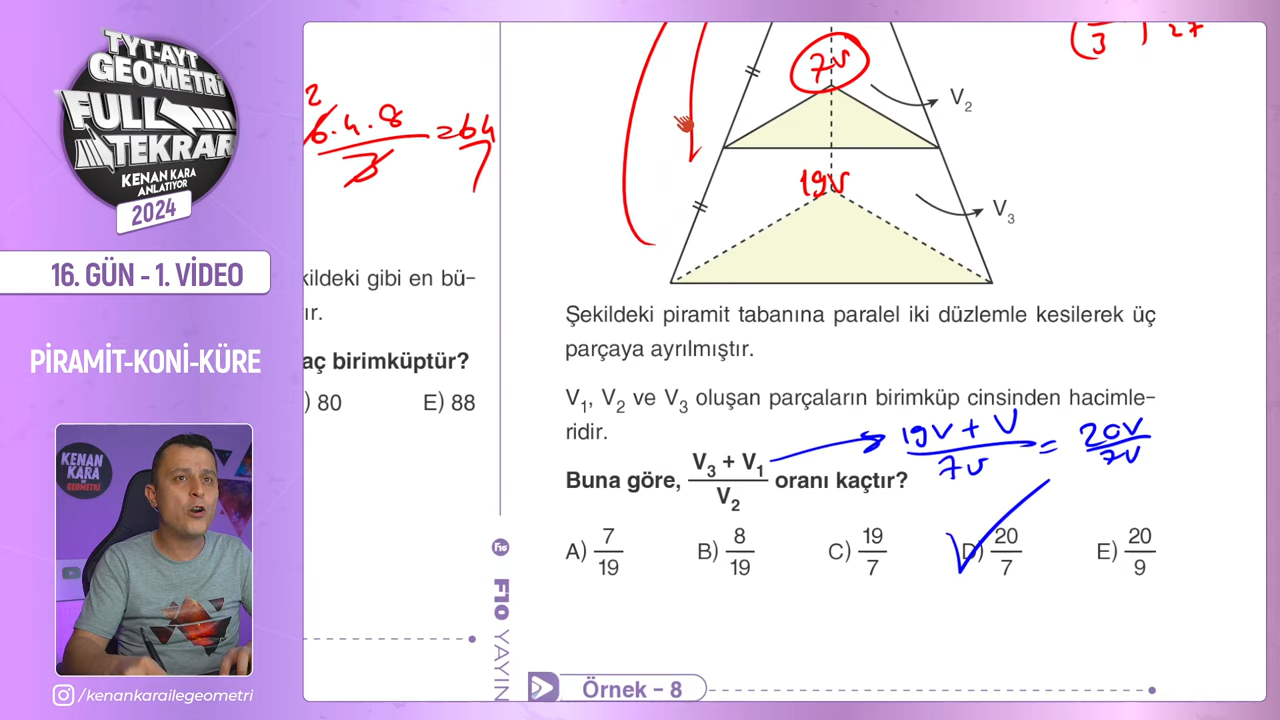 TYT-AYT
GEOMETRİ
FULL
TEKRAR
KENAN KARA
ANLATIYOR
2024
16. GÜN - 1. VİDEO
PİRAMİT-KONİ-KÜRE
KENAN
KARA
GEOMETRİ
/kenankarailegeometri
2
6.4.8 = 64
3
kildeki gibi en bü-
ır.
aç birimküptür?
) 80 E) 88
3 27
7V
V2
19V
V3
Şekildeki piramit tabanına paralel iki düzlemle kesilerek üç
parçaya ayrılmıştır.
V1, V2 ve V3 oluşan parçaların birimküp cinsinden hacimle-
ridir.
19V + V / 7V = 20V / 7V
Buna göre, V3 + V1 / V2 oranı kaçtır?
A) 7/19 B) 8/19 C) 19/7 D) 20/7 E) 20/9
F10 YAYIN
Örnek – 8